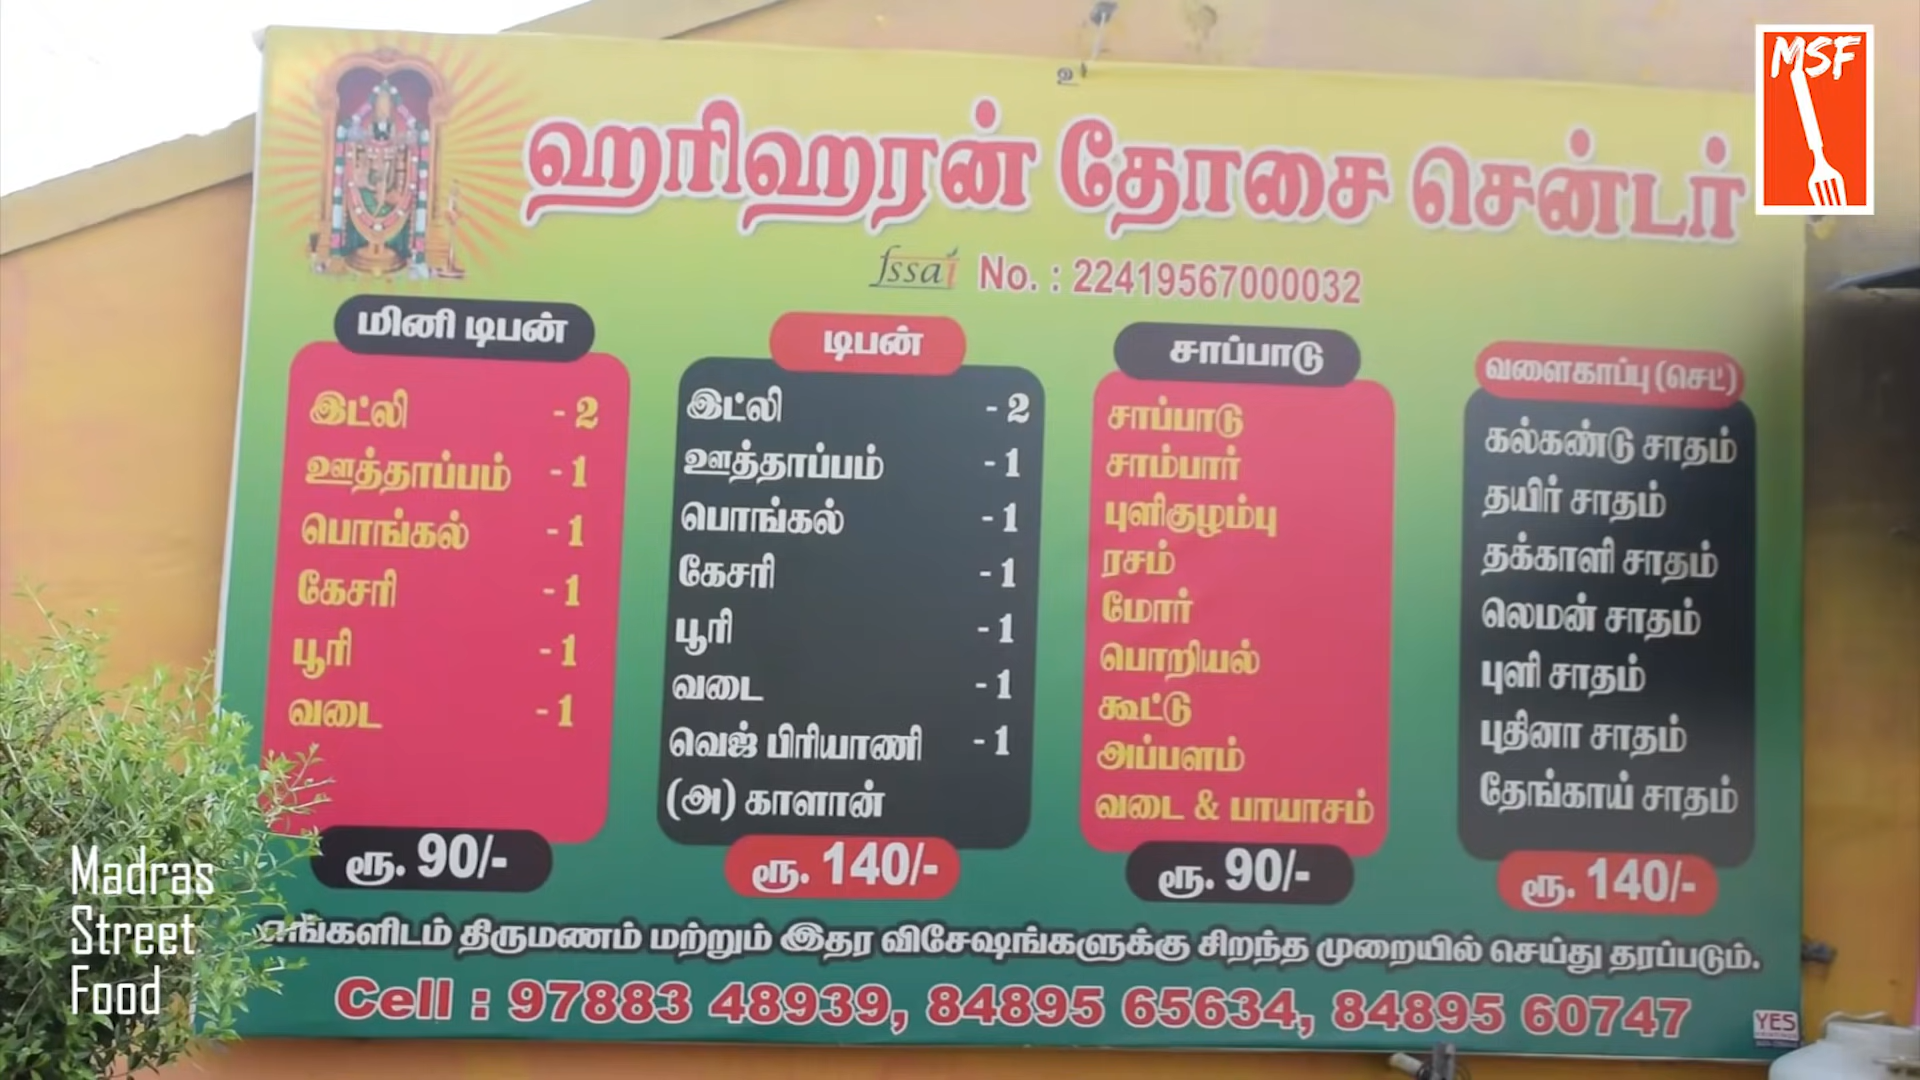 MSF
உ
ஹரிஹரன் தோசை சென்டர்
fssai No. : 22419567000032
மினி டிபன்
இட்லி - 2
ஊத்தாப்பம் - 1
பொங்கல் - 1
கேசரி - 1
பூரி - 1
வடை - 1
ரூ. 90/-
டிபன்
இட்லி - 2
ஊத்தாப்பம் - 1
பொங்கல் - 1
கேசரி - 1
பூரி - 1
வடை - 1
வெஜ் பிரியாணி - 1
(அ) காளான்
ரூ. 140/-
சாப்பாடு
சாப்பாடு
சாம்பார்
புளிகுழம்பு
ரசம்
மோர்
பொறியல்
கூட்டு
அப்பளம்
வடை & பாயாசம்
ரூ. 90/-
வளைகாப்பு (செட்)
கல்கண்டு சாதம்
தயிர் சாதம்
தக்காளி சாதம்
லெமன் சாதம்
புளி சாதம்
புதினா சாதம்
தேங்காய் சாதம்
ரூ. 140/-
எங்களிடம் திருமணம் மற்றும் இதர விசேஷங்களுக்கு சிறந்த முறையில் செய்து தரப்படும்.
Cell : 97883 48939, 84895 65634, 84895 60747
YES
Madras
Street
Food